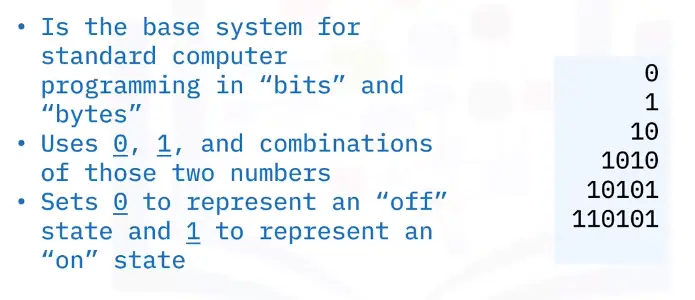 • Is the base system for
standard computer
programming in “bits” and
“bytes”
• Uses 0, 1, and combinations
of those two numbers
• Sets 0 to represent an “off”
state and 1 to represent an
“on” state
0
1
10
1010
10101
110101